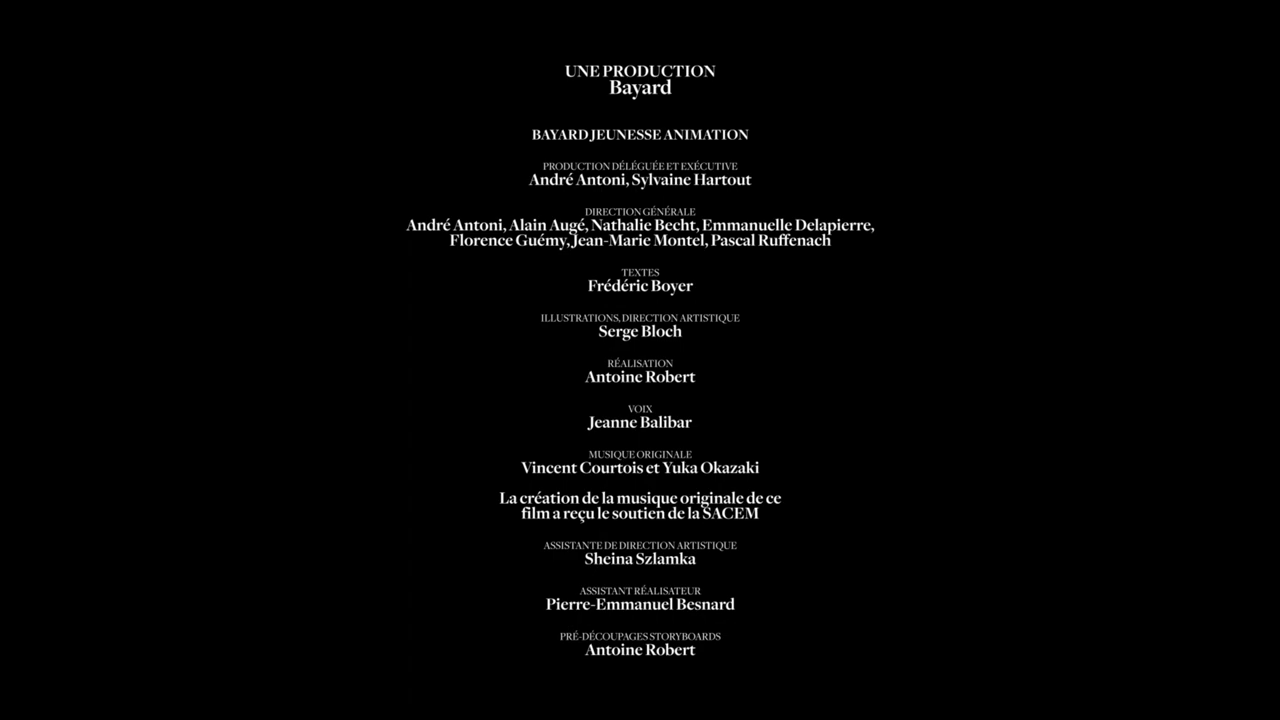 UNE PRODUCTION
Bayard
BAYARD JEUNESSE ANIMATION
PRODUCTION DÉLÉGUÉE ET EXÉCUTIVE
André Antoni, Sylvaine Hartout
DIRECTION GÉNÉRALE
André Antoni, Alain Augé, Nathalie Becht, Emmanuelle Delapierre,
Florence Guémy, Jean-Marie Montel, Pascal Ruffenach
TEXTES
Frédéric Boyer
ILLUSTRATIONS, DIRECTION ARTISTIQUE
Serge Bloch
RÉALISATION
Antoine Robert
VOIX
Jeanne Balibar
MUSIQUE ORIGINALE
Vincent Courtois et Yuka Okazaki
La création de la musique originale de ce
film a reçu le soutien de la SACEM
ASSISTANTE DE DIRECTION ARTISTIQUE
Sheina Szlamka
ASSISTANT RÉALISATEUR
Pierre-Emmanuel Besnard
PRÉ-DÉCOUPAGES STORYBOARDS
Antoine Robert